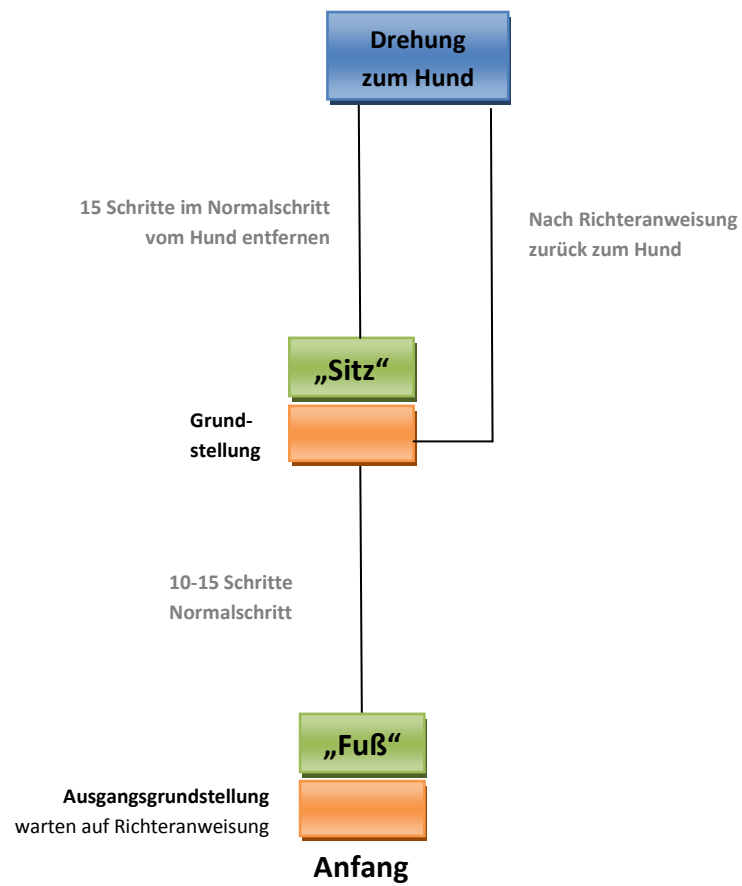 Drehung
zum Hund
15 Schritte im Normalschritt
vom Hund entfernen
Nach Richteranweisung
zurück zum Hund
„Sitz“
Grund-
stellung
10-15 Schritte
Normalschritt
„Fuß“
Ausgangsgrundstellung
warten auf Richteranweisung
Anfang